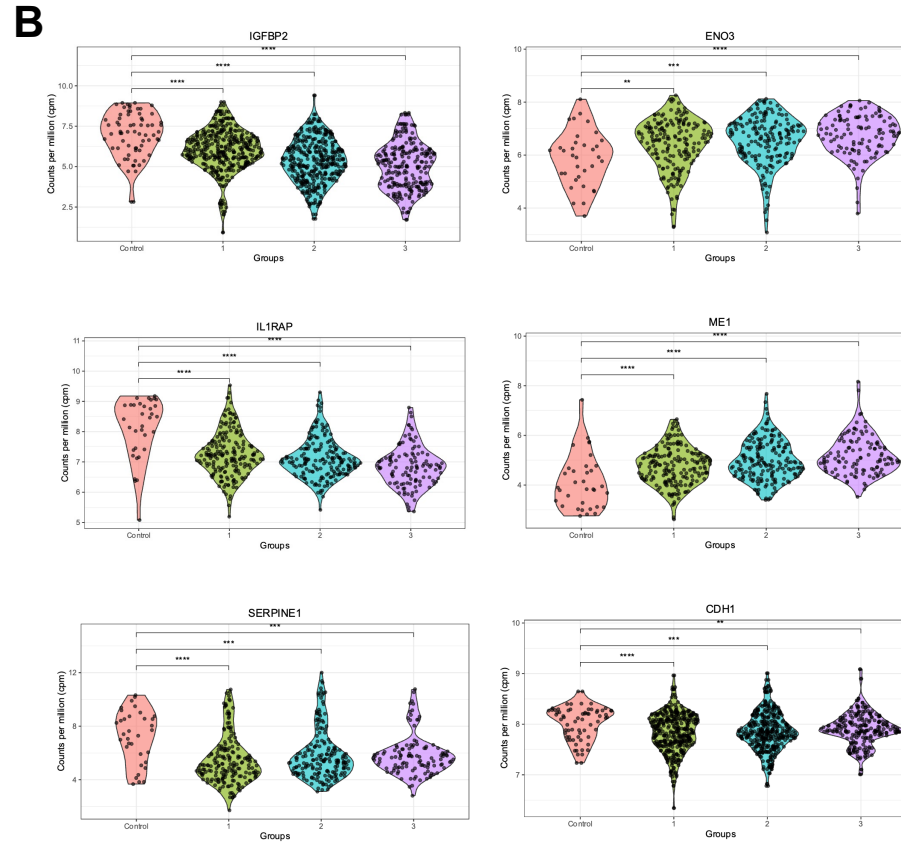 B
IGFBP2
Counts per million (cpm)
10.0
7.5
5.0
2.5
****
****
****
Control
1
2
3
Groups
ENO3
Counts per million (cpm)
10
8
6
4
****
***
**
Control
1
2
3
Groups
IL1RAP
Counts per million (cpm)
11
10
9
8
7
6
5
****
****
****
Control
1
2
3
Groups
ME1
Counts per million (cpm)
10
8
6
4
****
****
****
Control
1
2
3
Groups
SERPINE1
Counts per million (cpm)
12
8
4
***
***
****
Control
1
2
3
Groups
CDH1
Counts per million (cpm)
10
9
8
7
**
***
****
Control
1
2
3
Groups